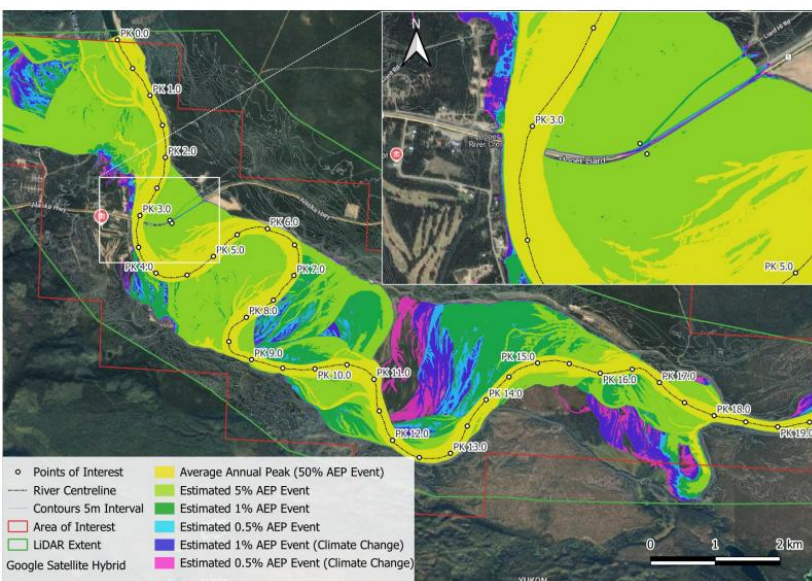 PK 0.0
PK 1.0
PK 2.0
PK 3.0
PK 4.0
PK 5.0
PK 6.0
PK 7.0
PK 8.0
PK 9.0
PK 10.0
PK 11.0
PK 12.0
PK 13.0
PK 14.0
PK 15.0
PK 16.0
PK 17.0
PK 18.0
PK 19.0
Alaska Hwy
Alaska Hwy
N
PK 3.0
PK 5.0
Points of Interest
River Centreline
Contours 5m Interval
Area of Interest
LiDAR Extent
Google Satellite Hybrid
Average Annual Peak (50% AEP Event)
Estimated 5% AEP Event
Estimated 1% AEP Event
Estimated 0.5% AEP Event
Estimated 1% AEP Event (Climate Change)
Estimated 0.5% AEP Event (Climate Change)
0 1 2 km
YUKON